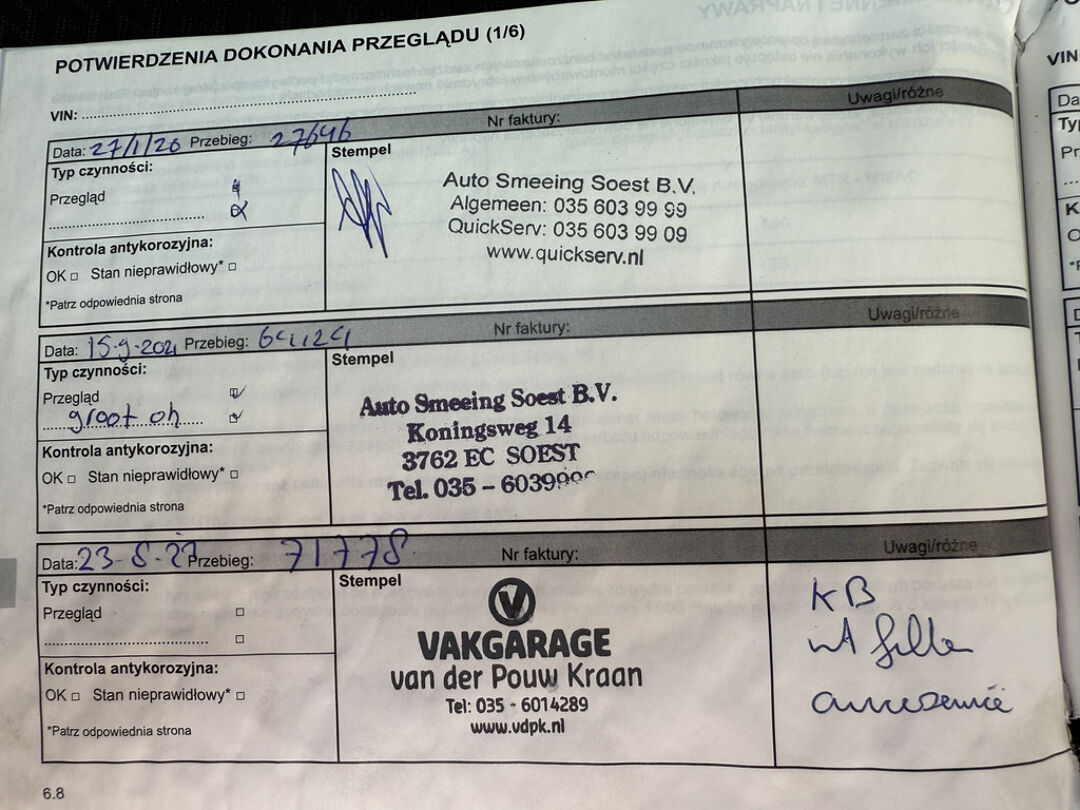 POTWIERDZENIA DOKONANIA PRZEGLĄDU (1/6)
VIN:
Data: 27/1/20 Przebieg: 27646 Nr faktury: Uwagi/różne
Typ czynności:
Przegląd
Kontrola antykorozyjna:
OK Stan nieprawidłowy*
*Patrz odpowiednia strona
Stempel
Auto Smeeing Soest B.V.
Algemeen: 035 603 99 99
QuickServ: 035 603 99 09
www.quickserv.nl
Data: 15-9-2021 Przebieg: 64124 Nr faktury: Uwagi/różne
Typ czynności:
Przegląd
groot oh
Kontrola antykorozyjna:
OK Stan nieprawidłowy*
*Patrz odpowiednia strona
Stempel
Auto Smeeing Soest B.V.
Koningsweg 14
3762 EC SOEST
Tel. 035 - 6039999
Data: 23-8-22 Przebieg: 71778 Nr faktury: Uwagi/różne
Typ czynności:
Przegląd
Kontrola antykorozyjna:
OK Stan nieprawidłowy*
*Patrz odpowiednia strona
Stempel
V
VAKGARAGE
van der Pouw Kraan
Tel: 035 - 6014289
www.vdpk.nl
KB
6.8
VIN